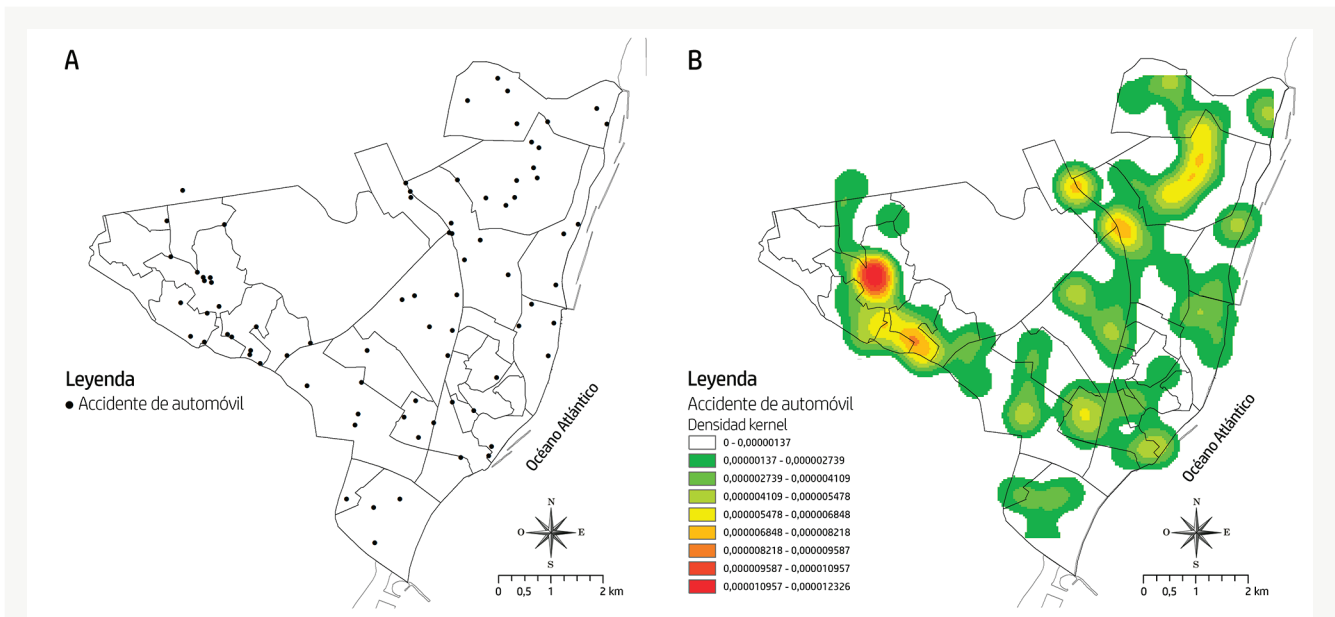 A
Leyenda
● Accidente de automóvil
Océano Atlántico
N
O
E
S
0 0,5 1 2 km
B
Leyenda
Accidente de automóvil
Densidad kernel
0 - 0,00000137
0,00000137 - 0,000002739
0,000002739 - 0,000004109
0,000004109 - 0,000005478
0,000005478 - 0,000006848
0,000006848 - 0,000008218
0,000008218 - 0,000009587
0,000009587 - 0,000010957
0,000010957 - 0,000012326
Océano Atlántico
N
O
E
S
0 0,5 1 2 km